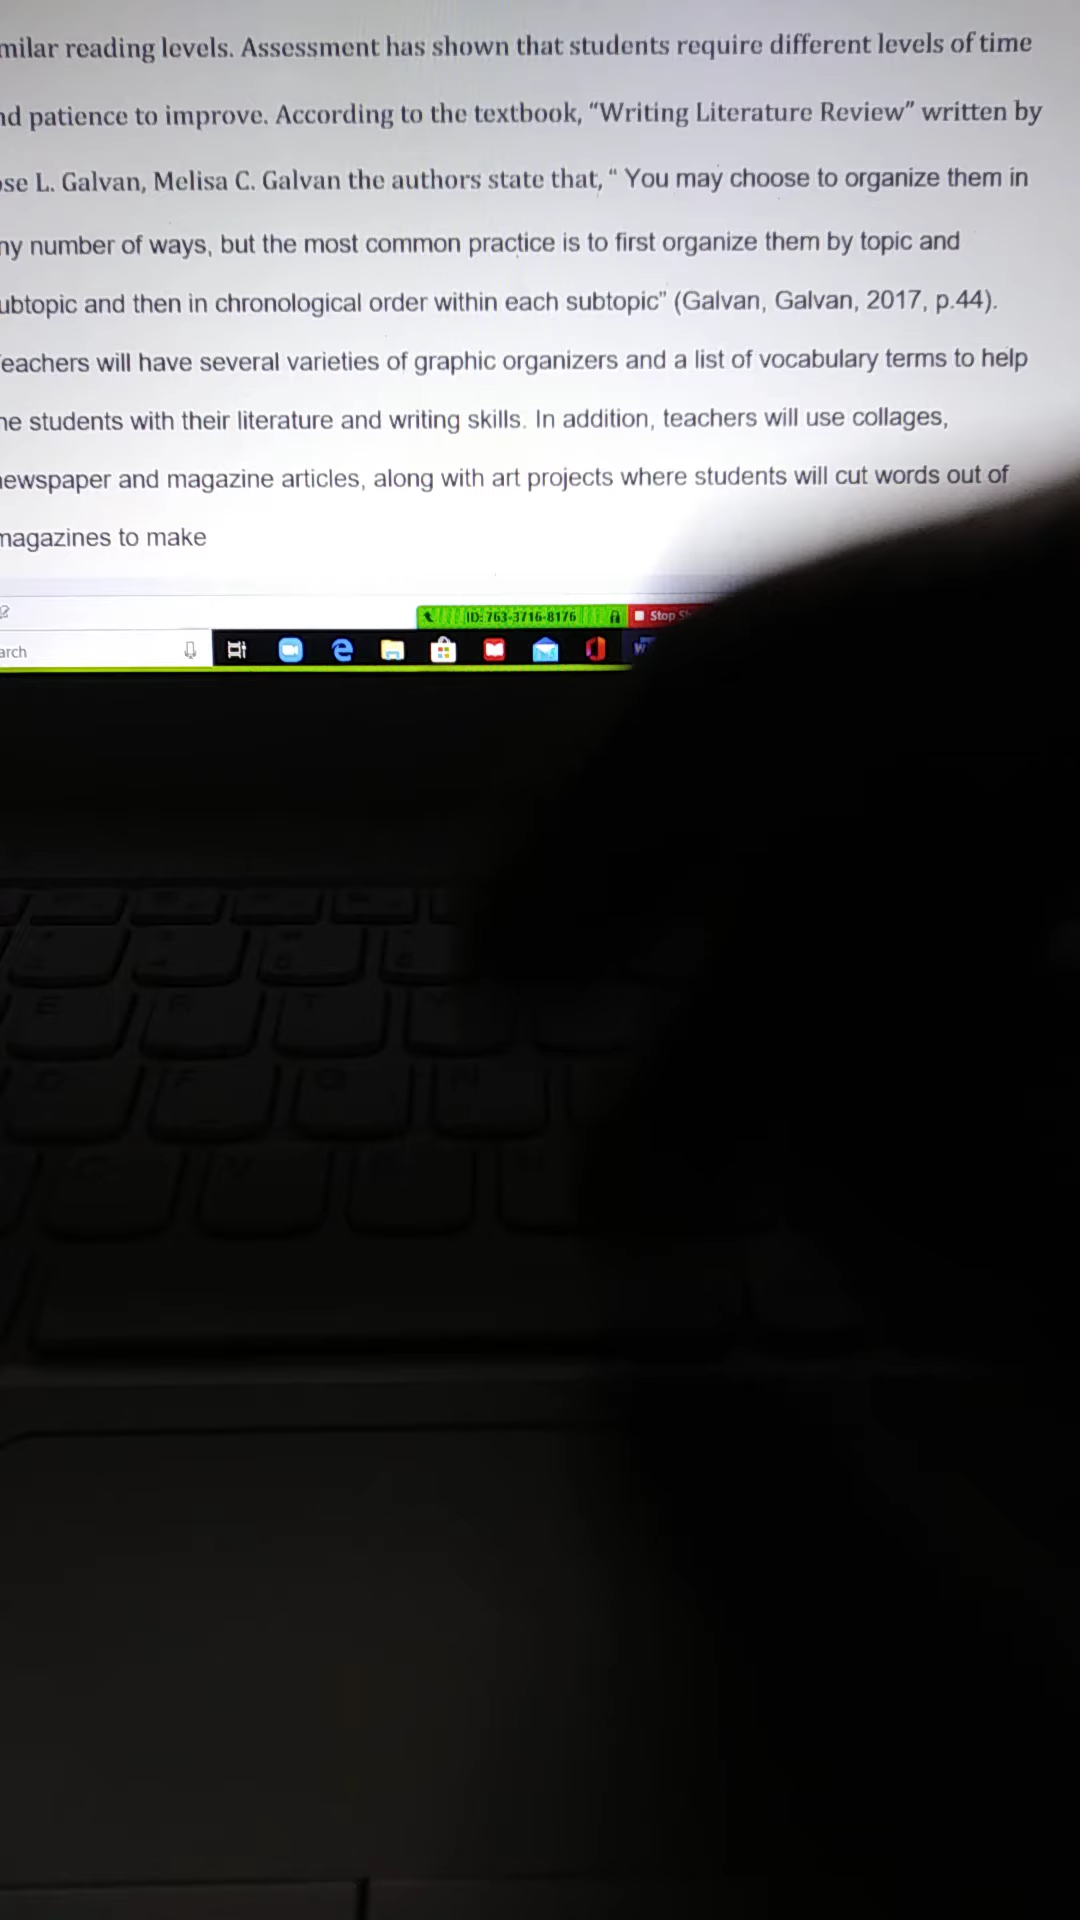 milar reading levels. Assessment has shown that students require different levels of time
nd patience to improve. According to the textbook, “Writing Literature Review” written by
ose L. Galvan, Melisa C. Galvan the authors state that, “ You may choose to organize them in
ny number of ways, but the most common practice is to first organize them by topic and
ubtopic and then in chronological order within each subtopic” (Galvan, Galvan, 2017, p.44).
eachers will have several varieties of graphic organizers and a list of vocabulary terms to help
he students with their literature and writing skills. In addition, teachers will use collages,
newspaper and magazine articles, along with art projects where students will cut words out of
magazines to make
ID: 763-3716-8176 Stop S
arch
E R T
D F G H